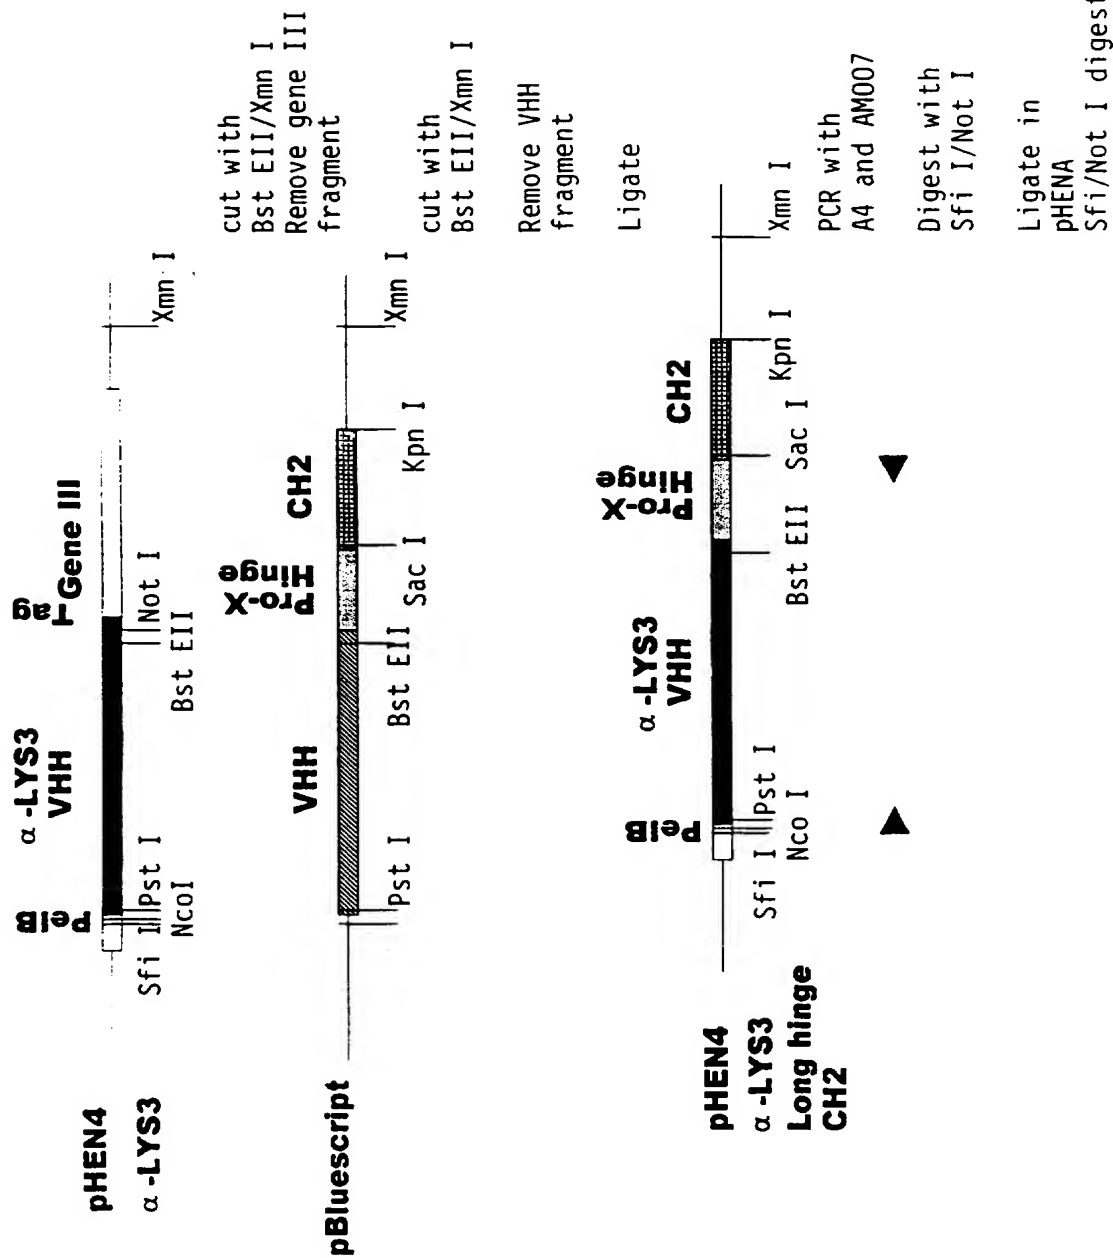 pHEN4
α-LYS3
α-LYS3
VHH
Tag
Gene III
PelB
Sfi I
Pst I
NcoI
Bst EII
Not I
Xmn I
cut with
Bst EII/Xmn I
Remove gene III
fragment
pBluescript
VHH
Pro-X
Hinge
CH2
Pst I
Bst EII
Sac I
Kpn I
Xmn I
cut with
Bst EII/Xmn I
Remove VHH
fragment
Ligate
pHEN4
α-LYS3
Long hinge
CH2
PelB
α-LYS3
VHH
Pro-X
Hinge
CH2
Sfi I
Nco I
Pst I
Bst EII
Sac I
Kpn I
Xmn I
PCR with
A4 and AM007
Digest with
Sfi I/Not I
Ligate in
pHENA
Sfi/Not I digest